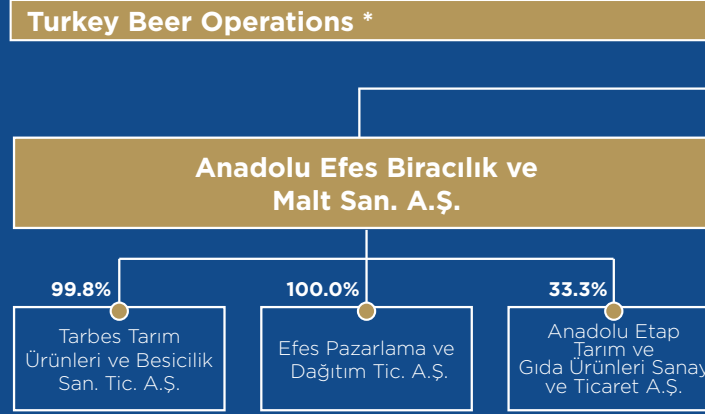 Turkey Beer Operations *
Anadolu Efes Biracılık ve
Malt San. A.Ş.
99.8%
Tarbes Tarım
Ürünleri ve Besicilik
San. Tic. A.Ş.
100.0%
Efes Pazarlama ve
Dağıtım Tic. A.Ş.
33.3%
Anadolu Etap
Tarım ve
Gıda Ürünleri Sanay
ve Ticaret A.Ş.